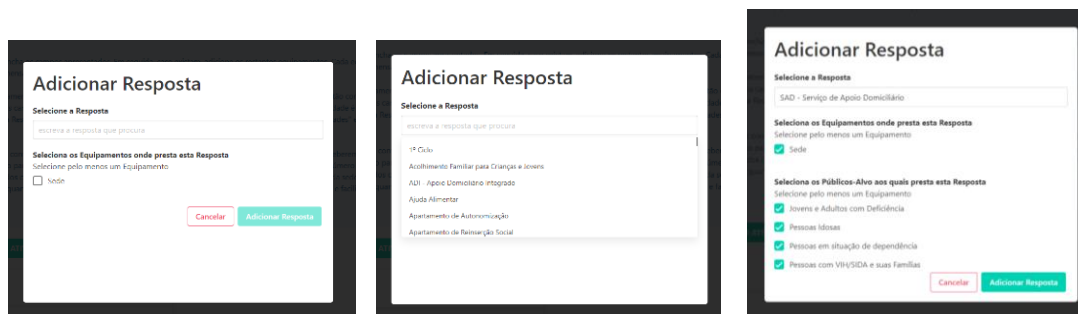 Adicionar Resposta
Selecione a Resposta
escreva a resposta que procura
Seleciona os Equipamentos onde presta esta Resposta
Selecione pelo menos um Equipamento
Sede
Cancelar
Adicionar Resposta
Adicionar Resposta
Selecione a Resposta
escreva a resposta que procura
1º Ciclo
Acolhimento Familiar para Crianças e Jovens
ADI - Apoio Domiciliário Integrado
Ajuda Alimentar
Apartamento de Autonomização
Apartamento de Reinserção Social
Adicionar Resposta
Selecione a Resposta
SAD - Serviço de Apoio Domiciliário
Seleciona os Equipamentos onde presta esta Resposta
Selecione pelo menos um Equipamento
Sede
Seleciona os Públicos-Alvo aos quais presta esta Resposta
Selecione pelo menos um Equipamento
Jovens e Adultos com Deficiência
Pessoas Idosas
Pessoas em situação de dependência
Pessoas com VIH/SIDA e suas Famílias
Cancelar
Adicionar Resposta